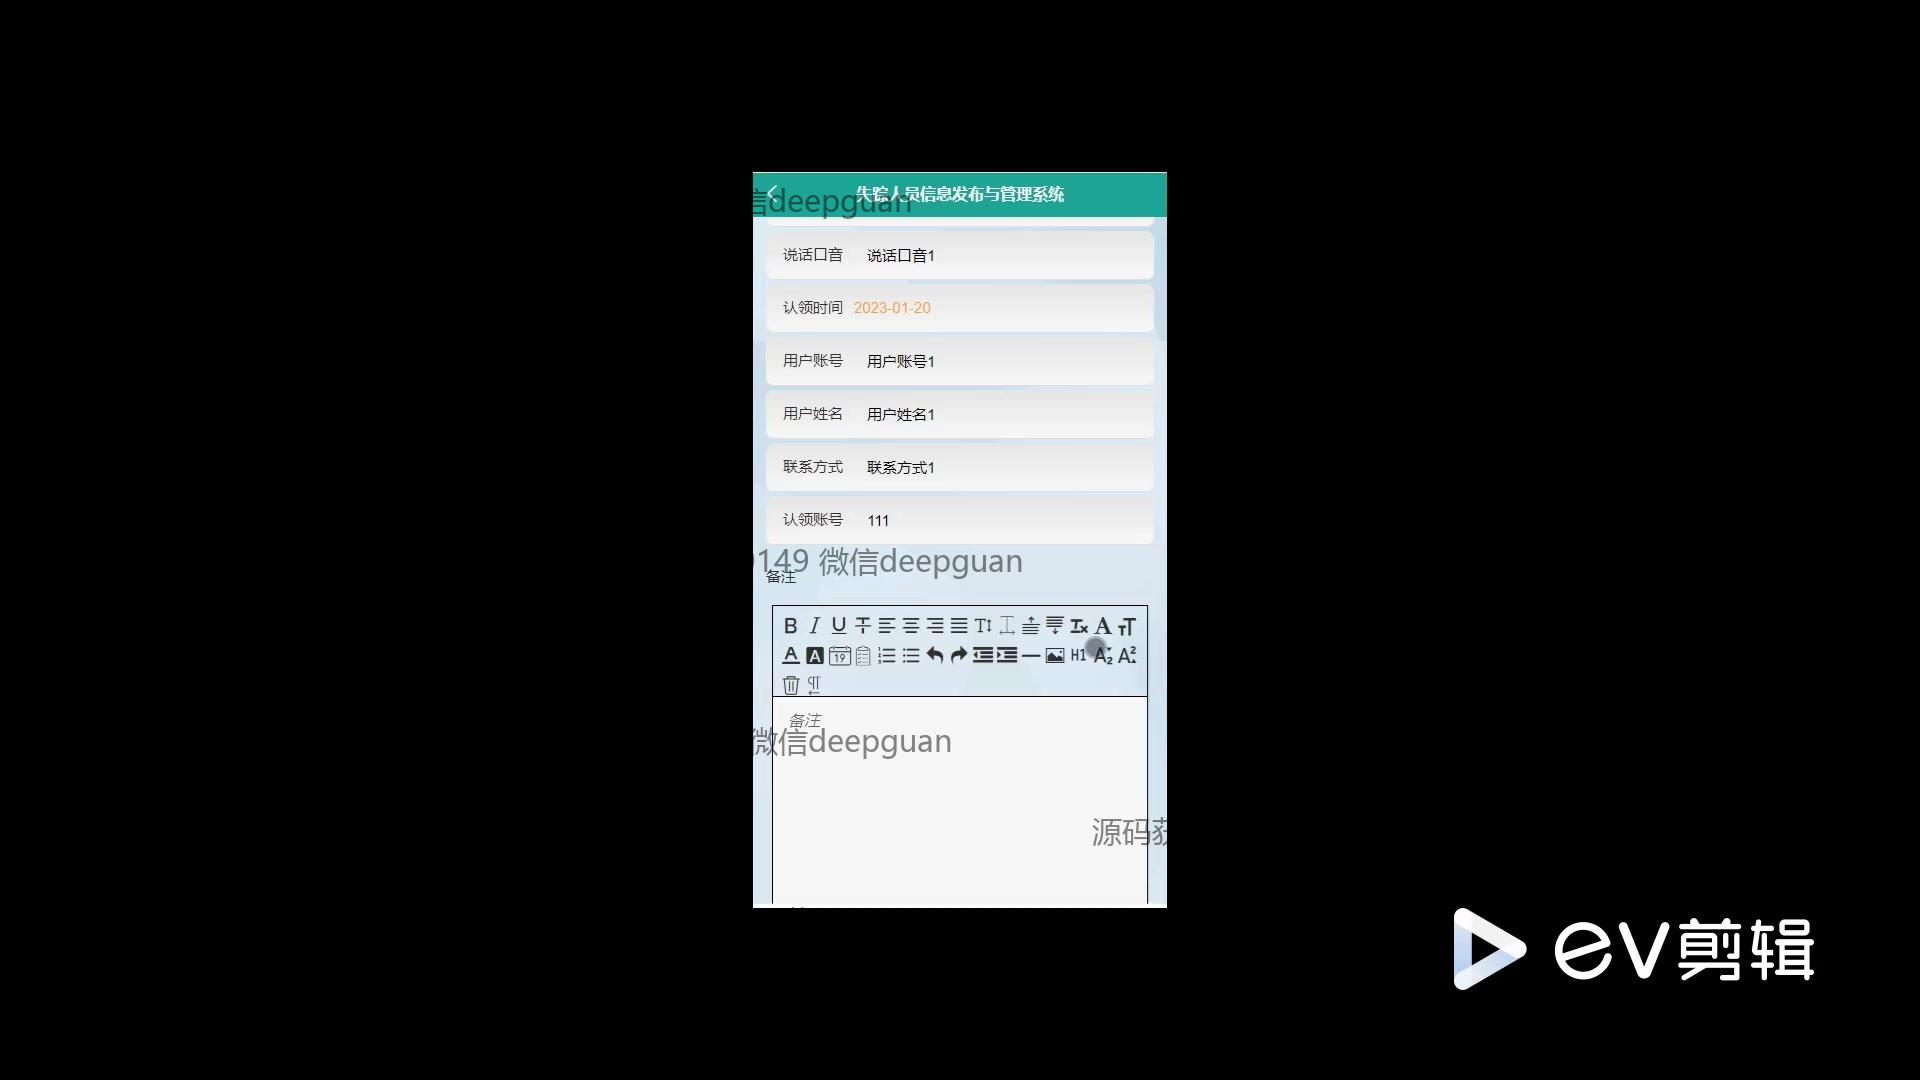 失踪人员信息发布与管理系统
信deepguan
说话口音 说话口音1
认领时间 2023-01-20
用户账号 用户账号1
用户姓名 用户姓名1
联系方式 联系方式1
认领账号 111
149 微信deepguan
备注
备注
微信deepguan
源码获
ev剪辑